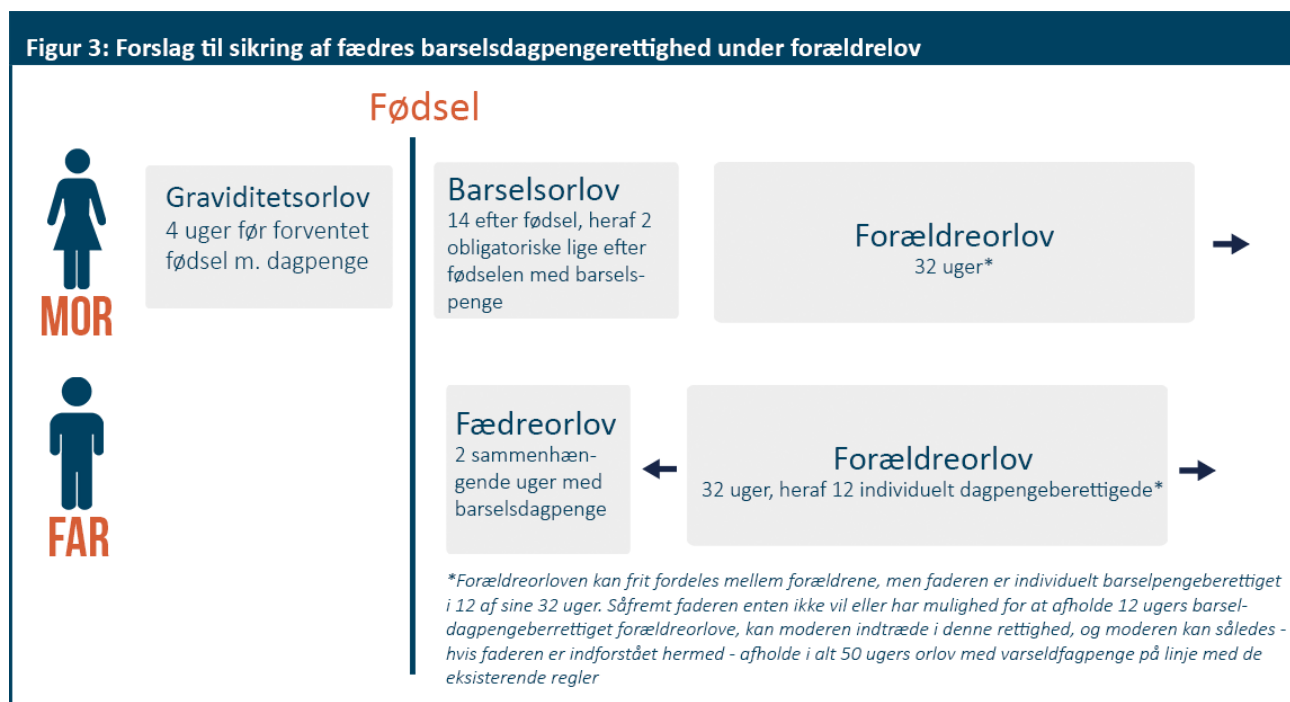 Figur 3: Forslag til sikring af fædres barselsdagpengerettighed under forældrelov
Fødsel
MOR
Graviditetsorlov
4 uger før forventet
fødsel m. dagpenge
Barselsorlov
14 efter fødsel, heraf 2
obligatoriske lige efter
fødselen med barsels-
penge
Forældreorlov
32 uger*
FAR
Fædreorlov
2 sammenhæn-
gende uger med
barselsdagpenge
Forældreorlov
32 uger, heraf 12 individuelt dagpengeberettigede*
*Forældreorloven kan frit fordeles mellem forældrene, men faderen er individuelt barselpengeberettiget
i 12 af sine 32 uger. Såfremt faderen enten ikke vil eller har mulighed for at afholde 12 ugers barsel-
dagpengeberrettiget forældreorlove, kan moderen indtræde i denne rettighed, og moderen kan således -
hvis faderen er indforstået hermed - afholde i alt 50 ugers orlov med varseldfagpenge på linje med de
eksisterende regler